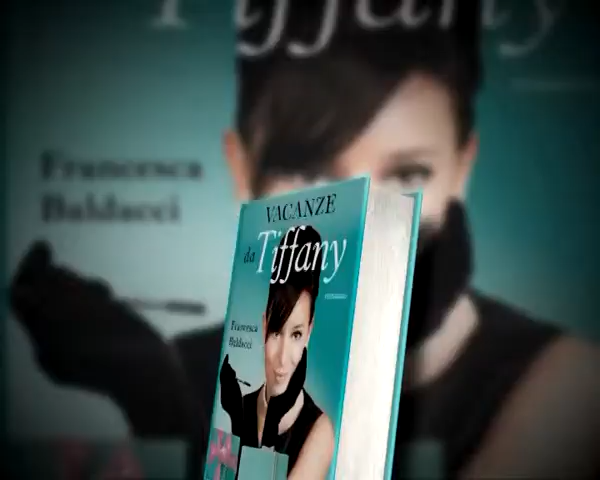 Tiffany
Francesca
Baldacci
VACANZE
da Tiffany
romanzo
Francesca
Baldacci